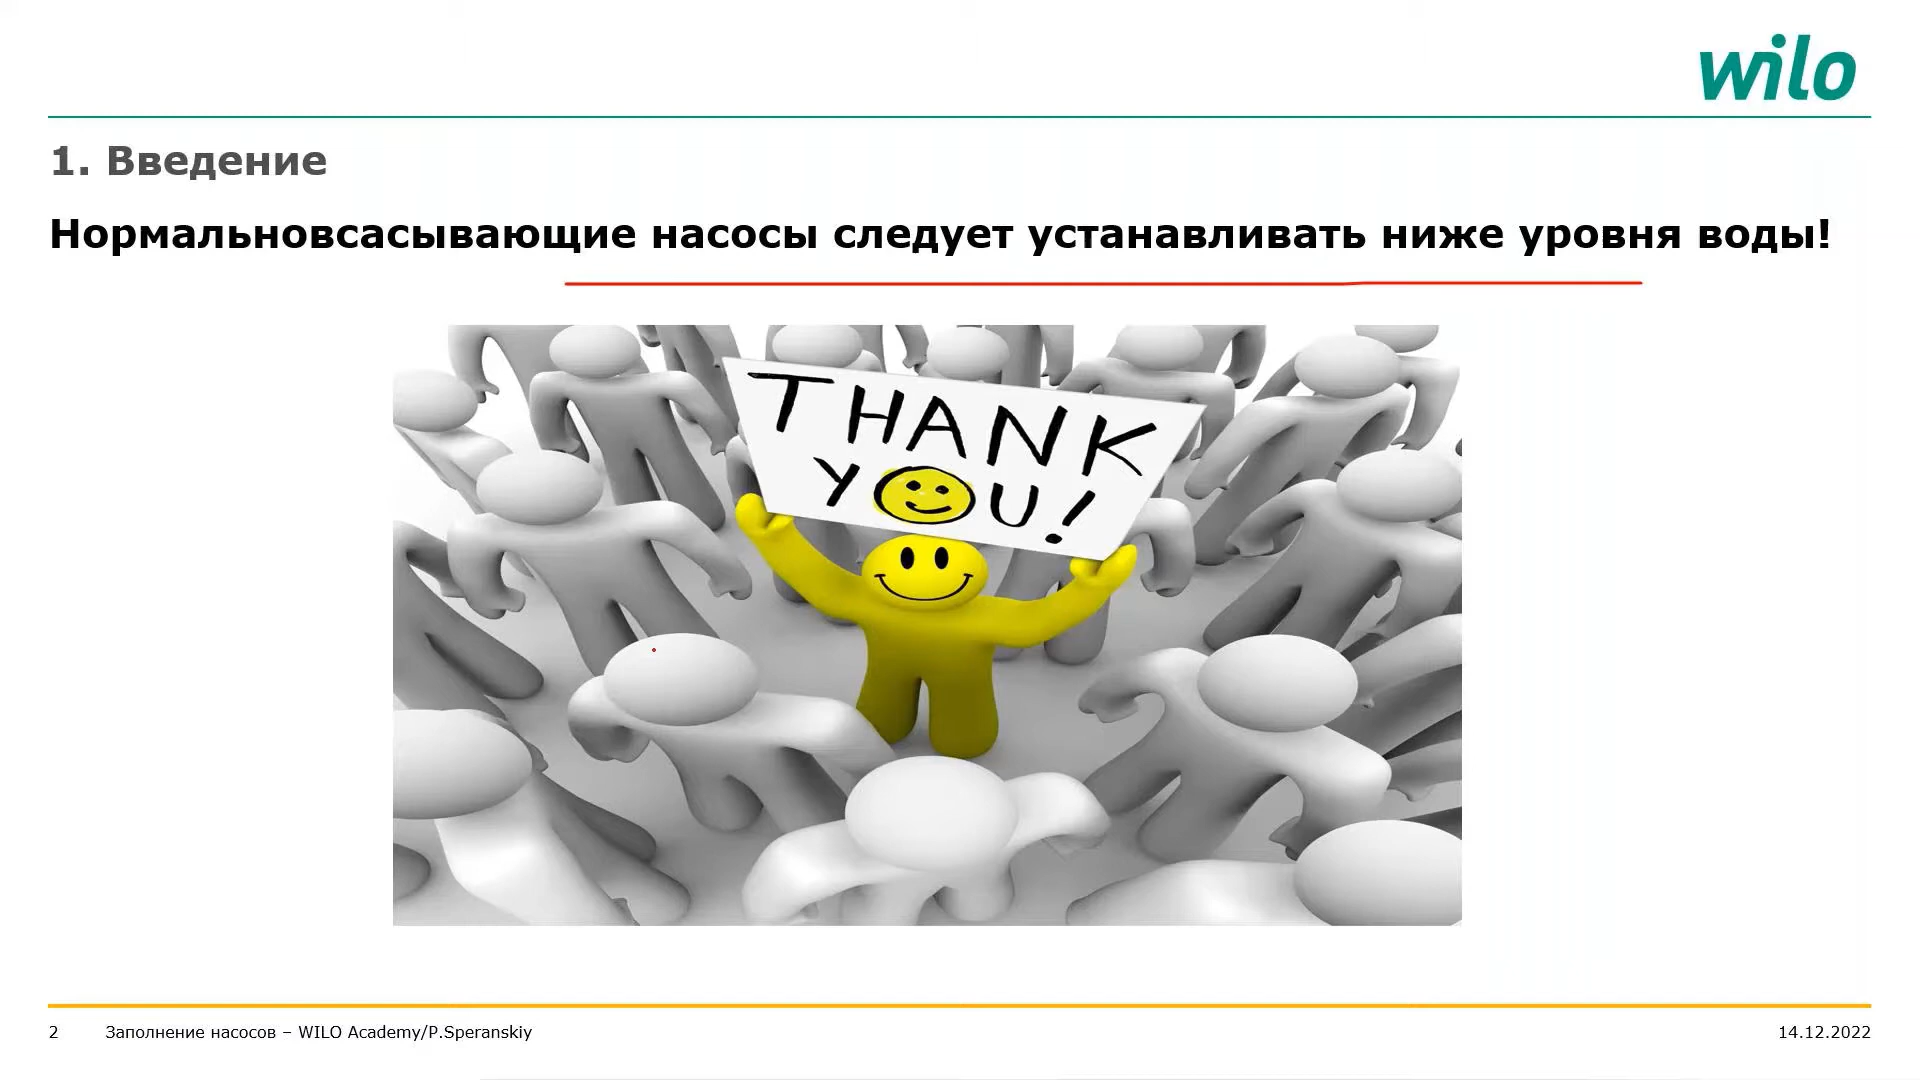 wilo
1. Введение
Нормальновсасывающие насосы следует устанавливать ниже уровня воды!
THANK
YOU!
2 Заполнение насосов – WILO Academy/P.Speranskiy 14.12.2022